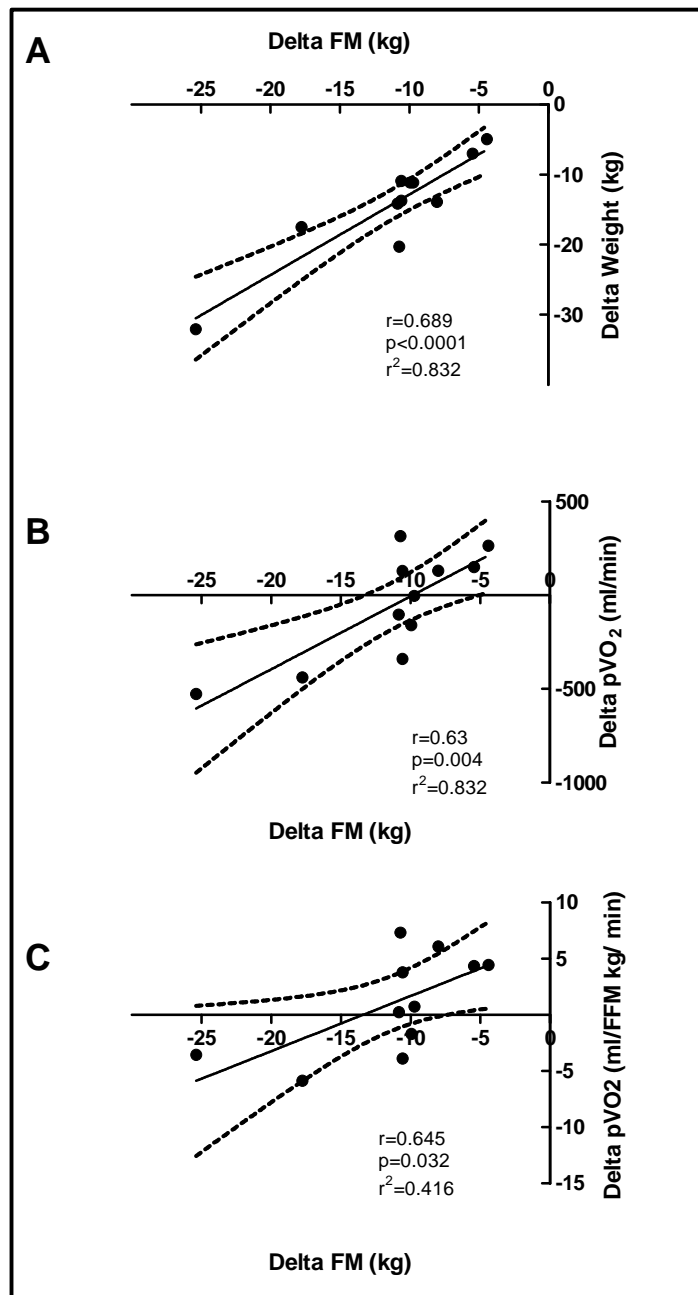 Delta FM (kg)
A
-25 -20 -15 -10 -5 0
0
-10
-20
-30
Delta Weight (kg)
r=0.689
p<0.0001
r²=0.832
B
500
-25 -20 -15 -10 -5 0
-500
-1000
Delta pVO₂ (ml/min)
r=0.63
p=0.004
r²=0.832
Delta FM (kg)
C
10
5
-25 -20 -15 -10 -5 0
-5
-10
-15
Delta pVO2 (ml/FFM kg/ min)
r=0.645
p=0.032
r²=0.416
Delta FM (kg)